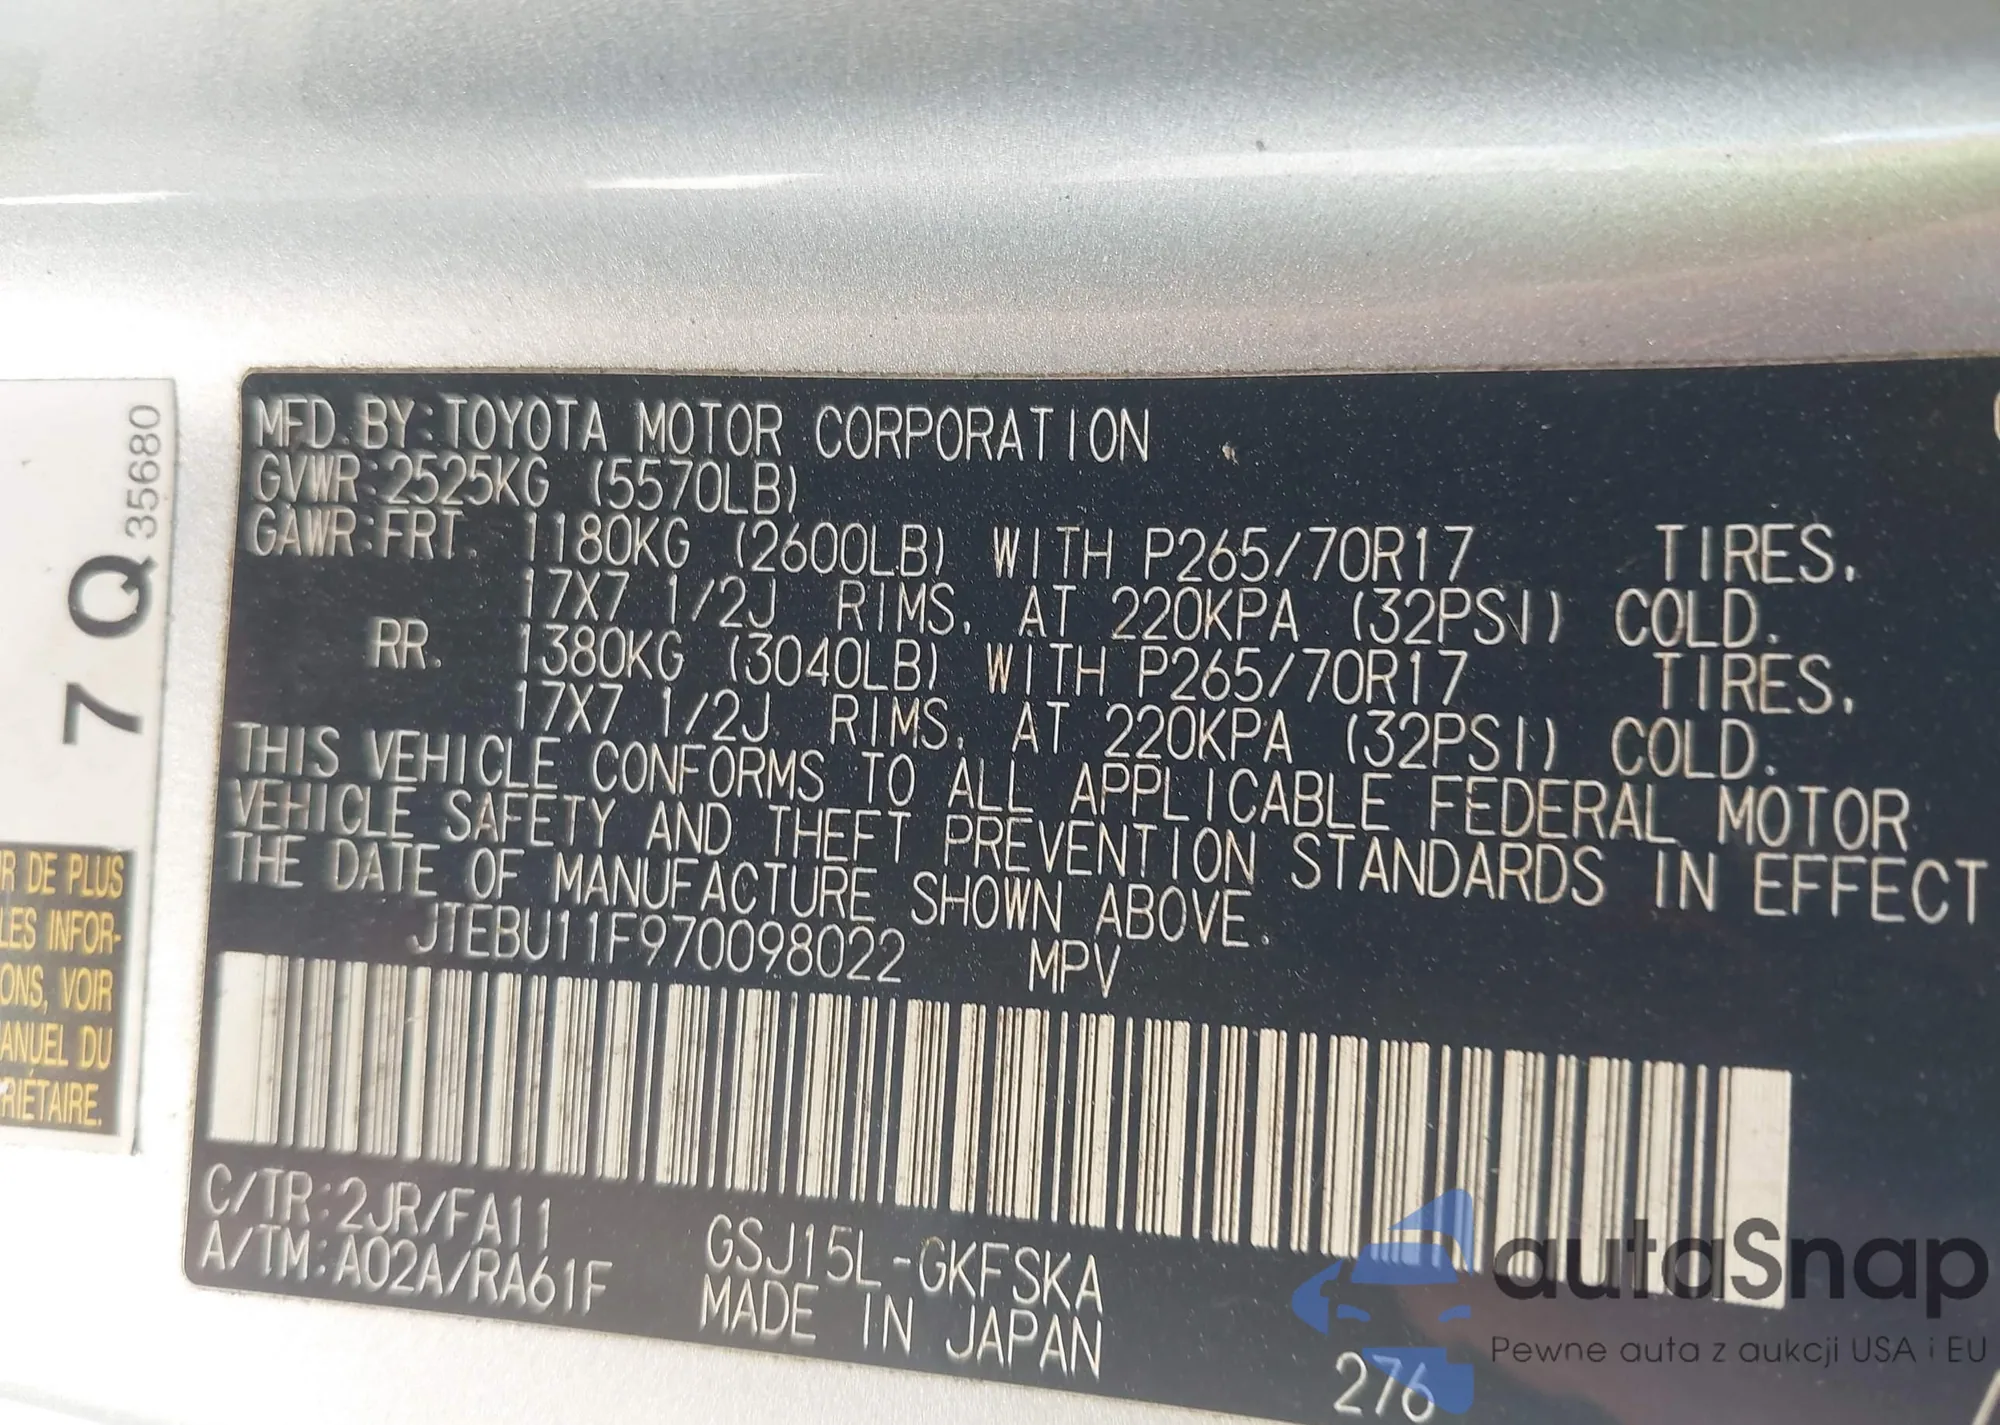 MFD. BY: TOYOTA MOTOR CORPORATION
GVWR: 2525KG (5570LB)
GAWR: FRT. 1180KG (2600LB) WITH P265/70R17 TIRES,
17X7 1/2J RIMS, AT 220KPA (32PSI) COLD.
RR. 1380KG (3040LB) WITH P265/70R17 TIRES,
17X7 1/2J RIMS, AT 220KPA (32PSI) COLD.
THIS VEHICLE CONFORMS TO ALL APPLICABLE FEDERAL MOTOR
VEHICLE SAFETY AND THEFT PREVENTION STANDARDS IN EFFECT
THE DATE OF MANUFACTURE SHOWN ABOVE.
JTEBU11F970098022 MPV
C/TR: 2JR/FA11
A/TM: A02A/RA61F
GSJ15L-GKFSKA
MADE IN JAPAN
276
7 Q 35680
R DE PLUS
LES INFOR-
ONS, VOIR
ANUEL DU
RIÉTAIRE.
autaSnap
Pewne auta z aukcji USA i EU